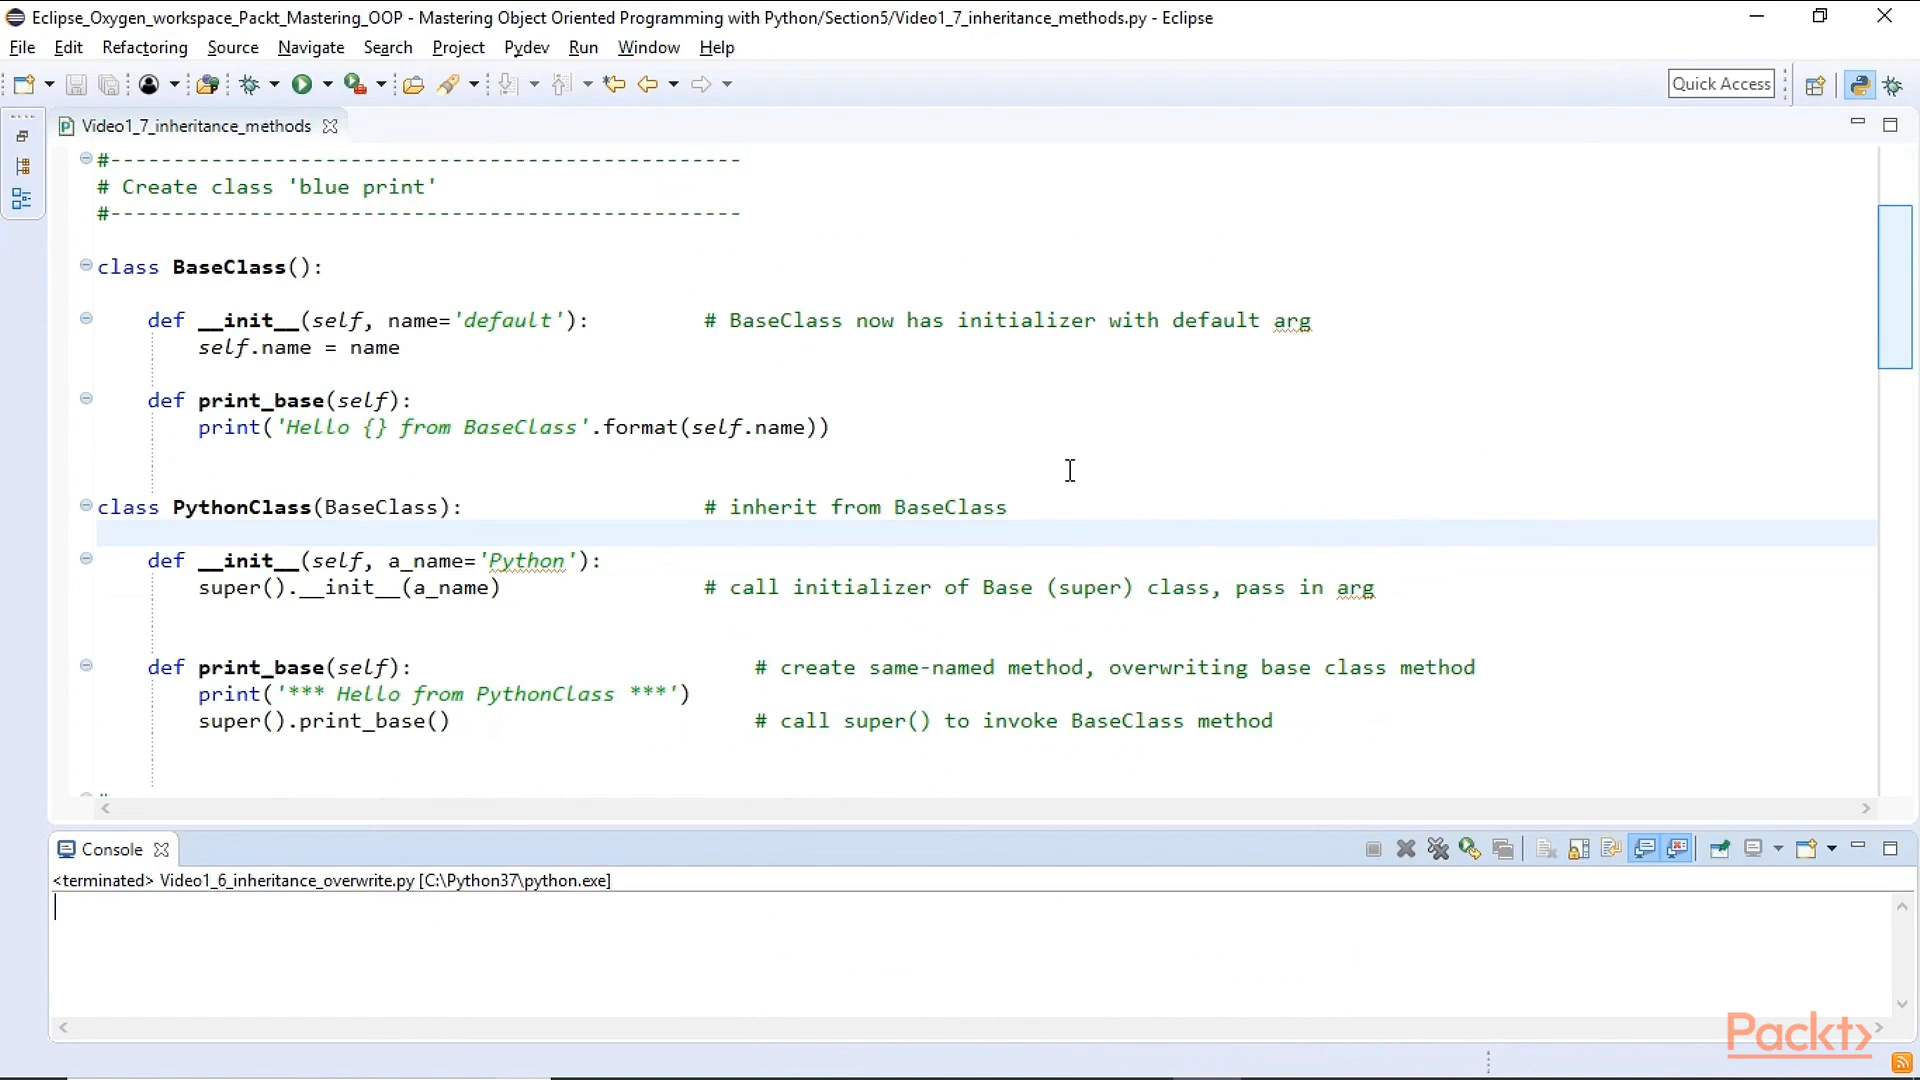 Eclipse_Oxygen_workspace_Packt_Mastering_OOP - Mastering Object Oriented Programming with Python/Section5/Video1_7_inheritance_methods.py - Eclipse
File Edit Refactoring Source Navigate Search Project Pydev Run Window Help
Quick Access
Video1_7_inheritance_methods
#--------------------------------------------------
# Create class 'blue print'
#--------------------------------------------------
class BaseClass():
def __init__(self, name='default'): # BaseClass now has initializer with default arg
self.name = name
def print_base(self):
print('Hello {} from BaseClass'.format(self.name))
class PythonClass(BaseClass): # inherit from BaseClass
def __init__(self, a_name='Python'):
super().__init__(a_name) # call initializer of Base (super) class, pass in arg
def print_base(self): # create same-named method, overwriting base class method
print('*** Hello from PythonClass ***')
super().print_base() # call super() to invoke BaseClass method
Console
<terminated> Video1_6_inheritance_overwrite.py [C:\Python37\python.exe]
Packt>